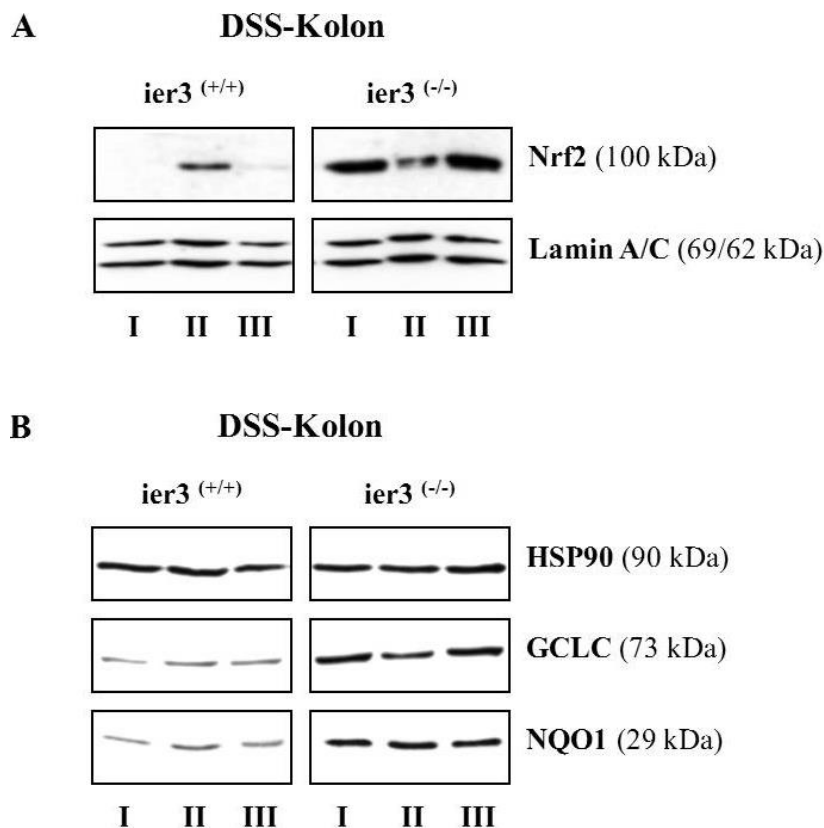 A
DSS-Kolon
ier3 (+/+) ier3 (-/-)
Nrf2 (100 kDa)
Lamin A/C (69/62 kDa)
I II III I II III
B
DSS-Kolon
ier3 (+/+) ier3 (-/-)
HSP90 (90 kDa)
GCLC (73 kDa)
NQO1 (29 kDa)
I II III I II III